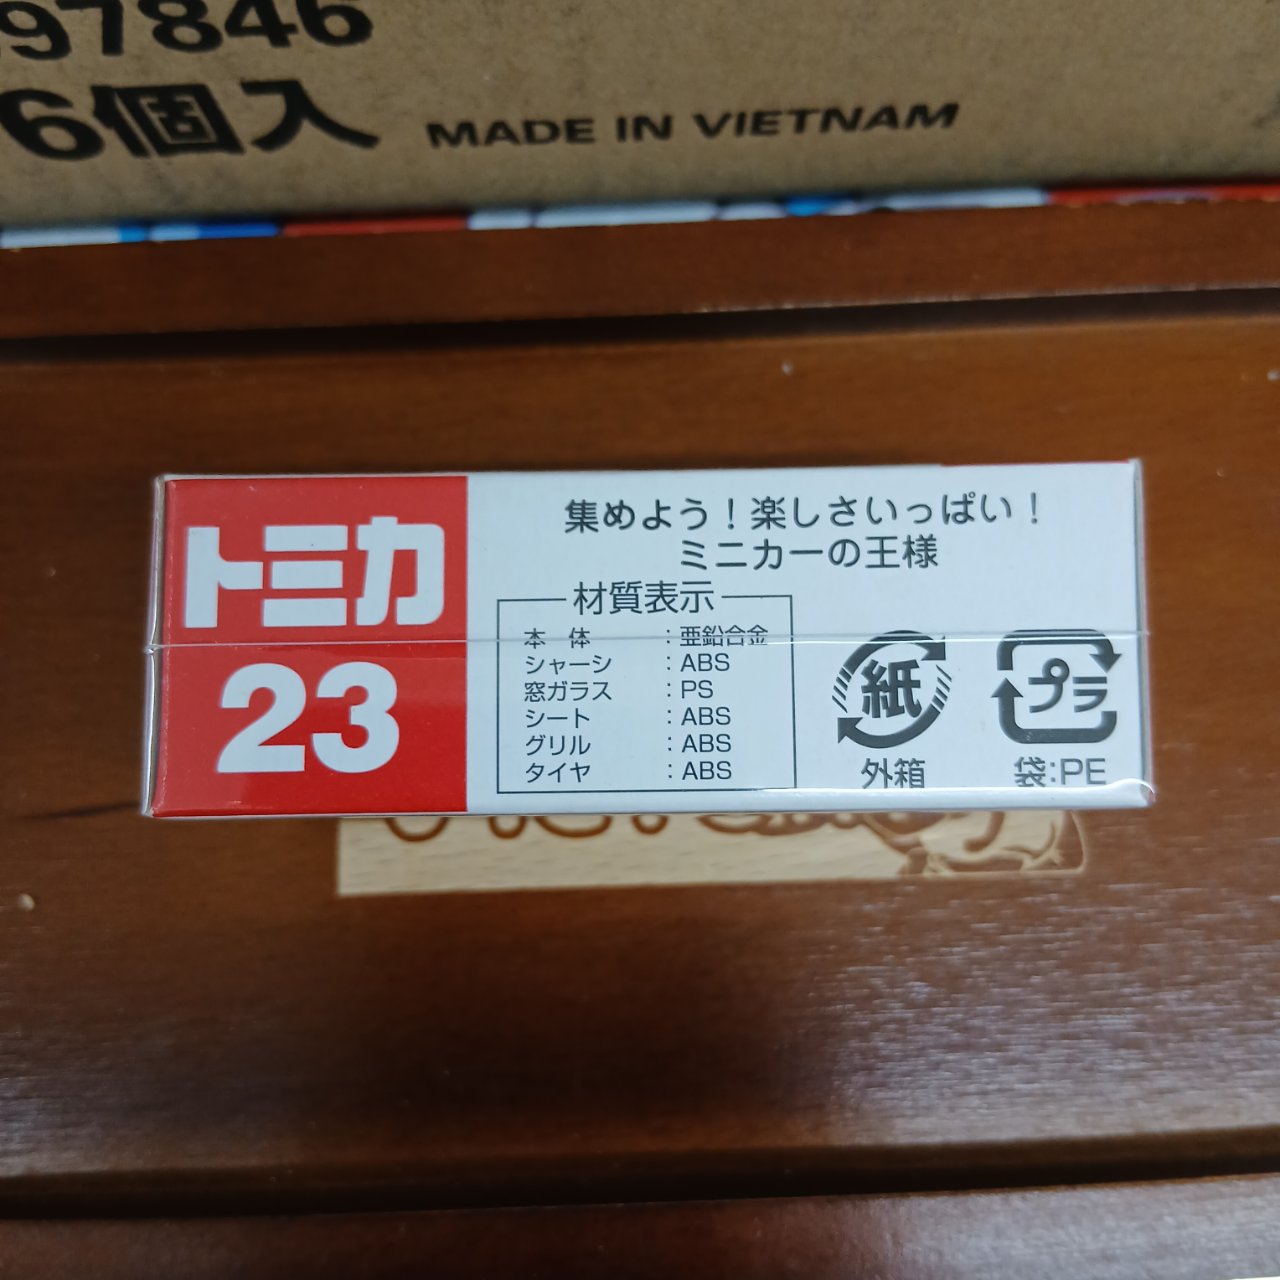 97846
6個入 MADE IN VIETNAM
トミカ
23
集めよう！楽しさいっぱい！
ミニカーの王様
材質表示
本体 : 亜鉛合金
シャーシ : ABS
窓ガラス : PS
シート : ABS
グリル : ABS
タイヤ : ABS
紙
外箱
プラ
袋:PE